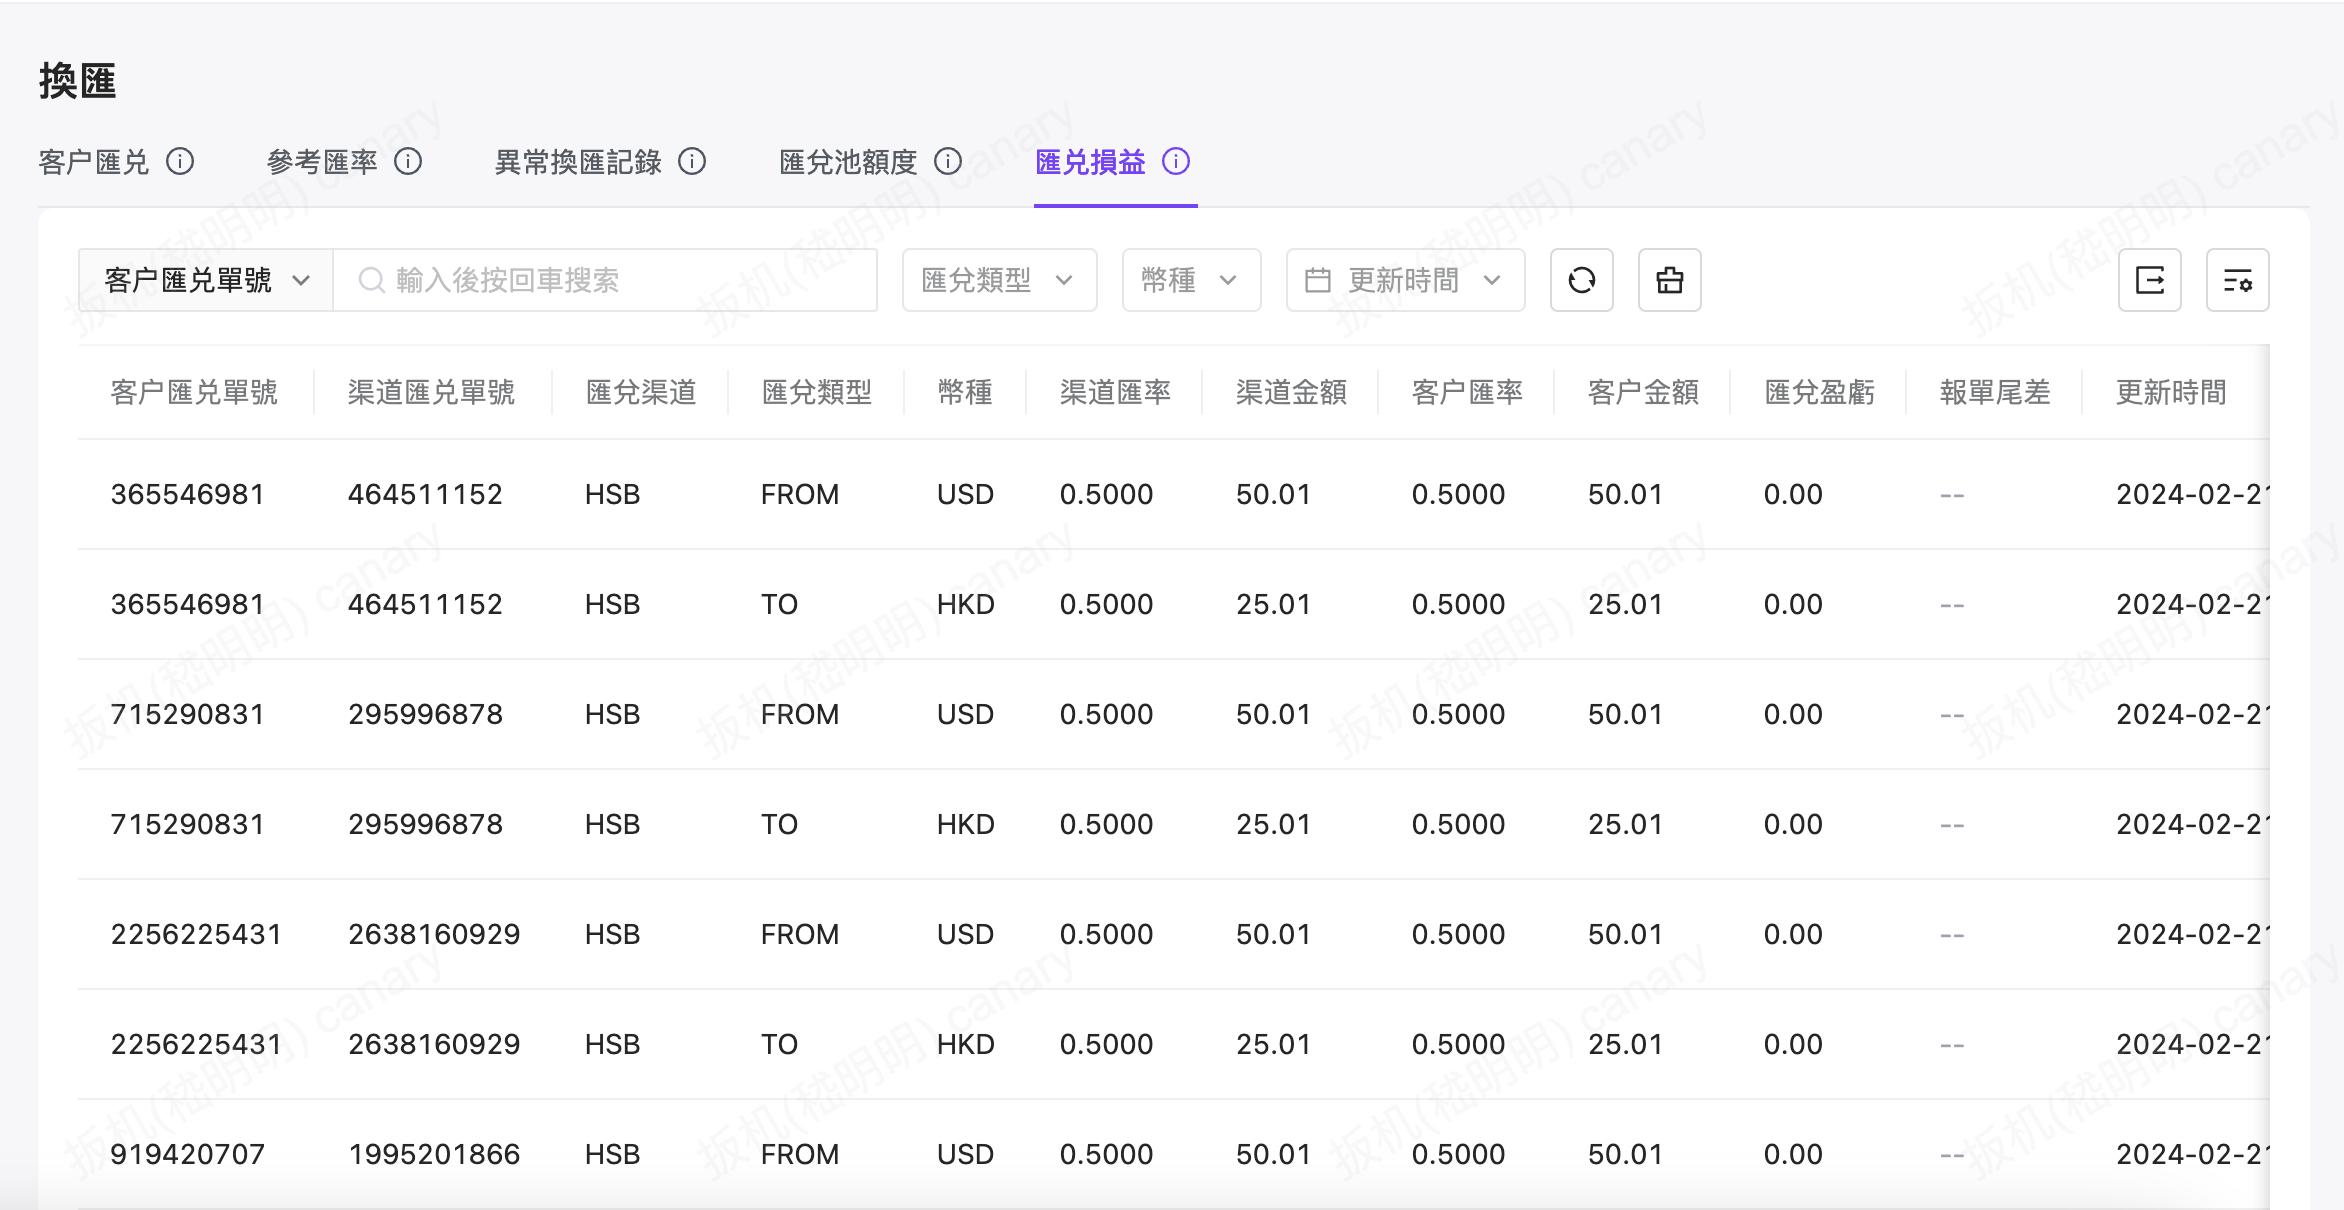 換匯
客户匯兑 參考匯率 異常換匯記錄 匯兌池額度 匯兑損益
客户匯兑單號 輸入後按回車搜索 匯兌類型 幣種 更新時間
客户匯兑單號 渠道匯兑單號 匯兌渠道 匯兌類型 幣種 渠道匯率 渠道金額 客户匯率 客户金額 匯兌盈虧 報單尾差 更新時間
365546981 464511152 HSB FROM USD 0.5000 50.01 0.5000 50.01 0.00 -- 2024-02-21
365546981 464511152 HSB TO HKD 0.5000 25.01 0.5000 25.01 0.00 -- 2024-02-21
715290831 295996878 HSB FROM USD 0.5000 50.01 0.5000 50.01 0.00 -- 2024-02-21
715290831 295996878 HSB TO HKD 0.5000 25.01 0.5000 25.01 0.00 -- 2024-02-21
2256225431 2638160929 HSB FROM USD 0.5000 50.01 0.5000 50.01 0.00 -- 2024-02-21
2256225431 2638160929 HSB TO HKD 0.5000 25.01 0.5000 25.01 0.00 -- 2024-02-21
919420707 1995201866 HSB FROM USD 0.5000 50.01 0.5000 50.01 0.00 -- 2024-02-21
扳机(嵇明明) canary